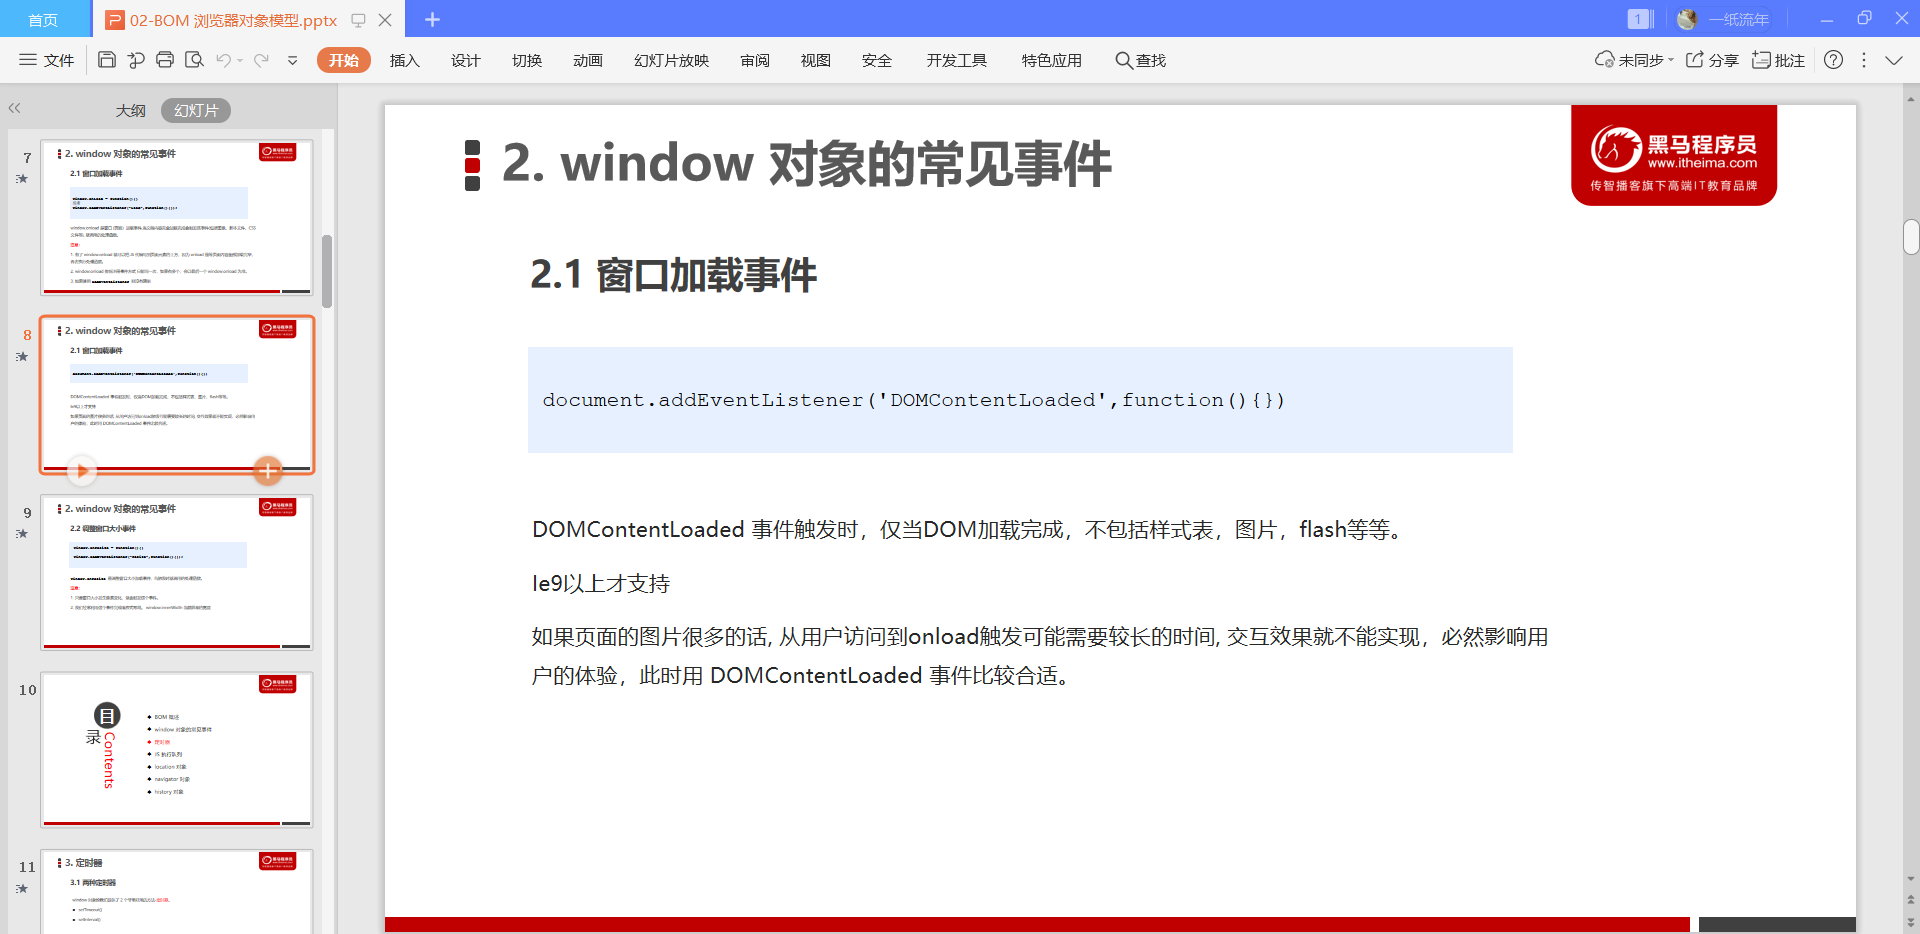 首页
02-BOM 浏览器对象模型.pptx
1
一纸流年
文件
开始
插入
设计
切换
动画
幻灯片放映
审阅
视图
安全
开发工具
特色应用
查找
未同步
分享
批注
大纲
幻灯片
7
2. window 对象的常见事件
2.1 窗口加载事件
8
2. window 对象的常见事件
2.1 窗口加载事件
9
2. window 对象的常见事件
2.2 调整窗口大小事件
10
目
录
Contents
BOM 概述
window 对象的常见事件
定时器
JS 执行队列
location 对象
navigator 对象
history 对象
11
3. 定时器
3.1 两种定时器
setTimeout()
setInterval()
2. window 对象的常见事件
黑马程序员
www.itheima.com
传智播客旗下高端IT教育品牌
2.1 窗口加载事件
document.addEventListener('DOMContentLoaded',function(){})
DOMContentLoaded 事件触发时，仅当DOM加载完成，不包括样式表，图片，flash等等。
Ie9以上才支持
如果页面的图片很多的话, 从用户访问到onload触发可能需要较长的时间, 交互效果就不能实现，必然影响用
户的体验，此时用 DOMContentLoaded 事件比较合适。